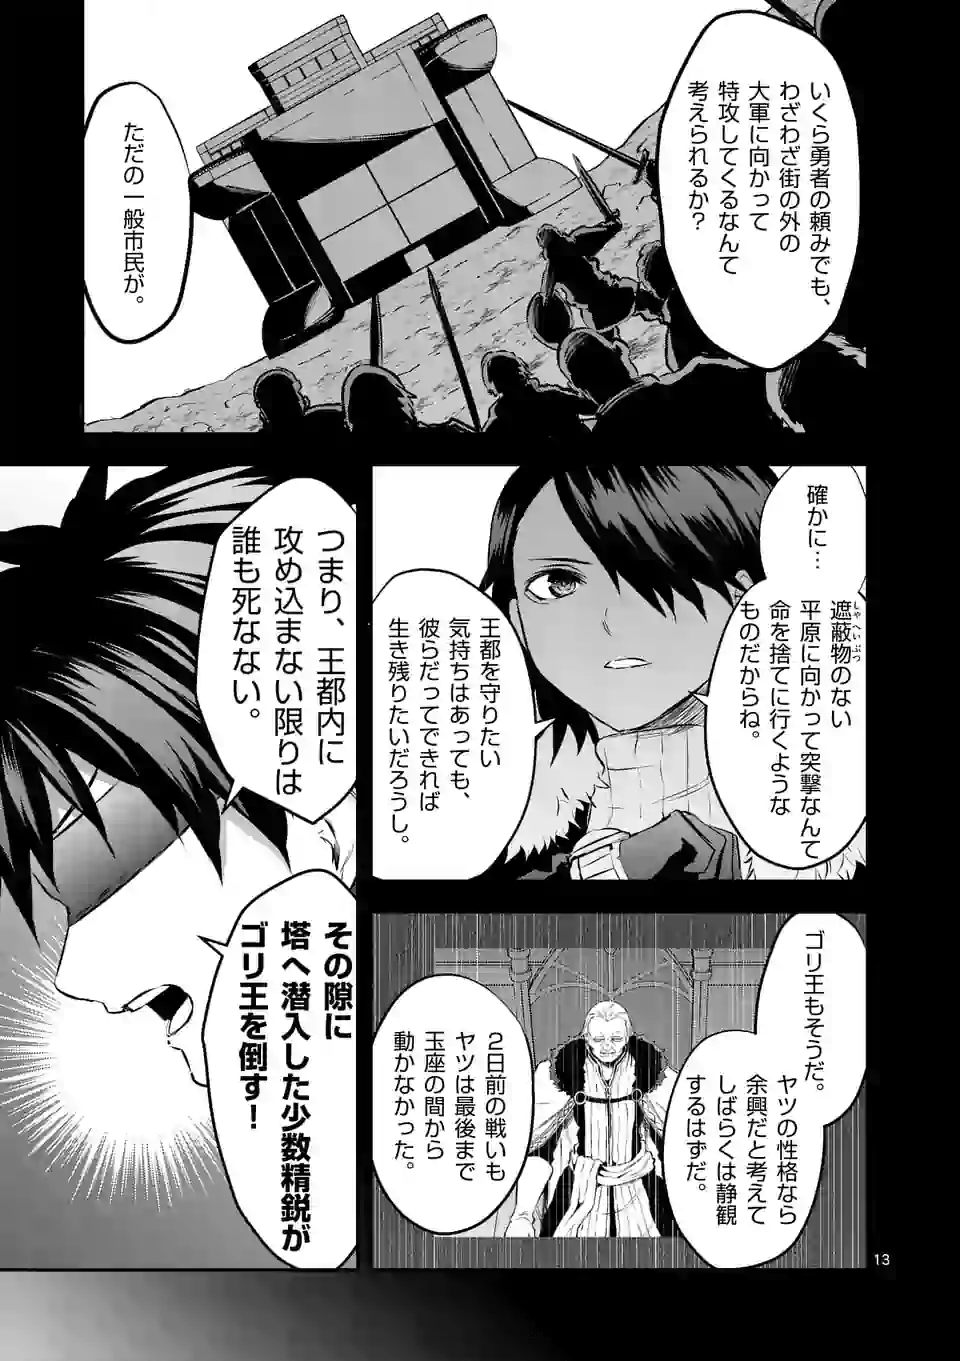 いくら勇者の頼みでも、
わざわざ街の外の
大軍に向かって
特攻してくるなんて
考えられるか？
ただの一般市民が。
確かに…
遮蔽物のない
しゃへいぶつ
平原に向かって突撃なんて
命を捨てに行くような
ものだからね。
王都を守りたい
気持ちはあっても、
彼らだってできれば
生き残りたいだろうし。
ゴリ王もそうだ。
ヤツの性格なら
余興だと考えて
しばらくは静観
するはずだ。
２日前の戦いも
ヤツは最後まで
玉座の間から
動かなかった。
つまり、王都内に
攻め込まない限りは
誰も死なない。
その隙に
塔へ潜入した少数精鋭が
ゴリ王を倒す！
13